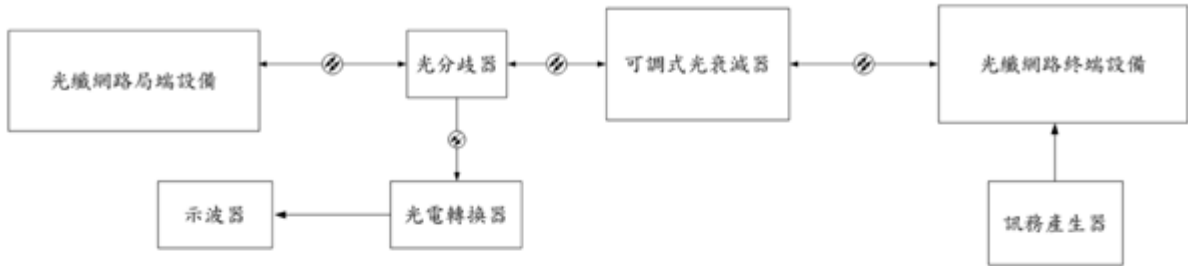 光纖網路局端設備
光分歧器
可調式光衰減器
光纖網路終端設備
示波器
光電轉換器
訊務產生器